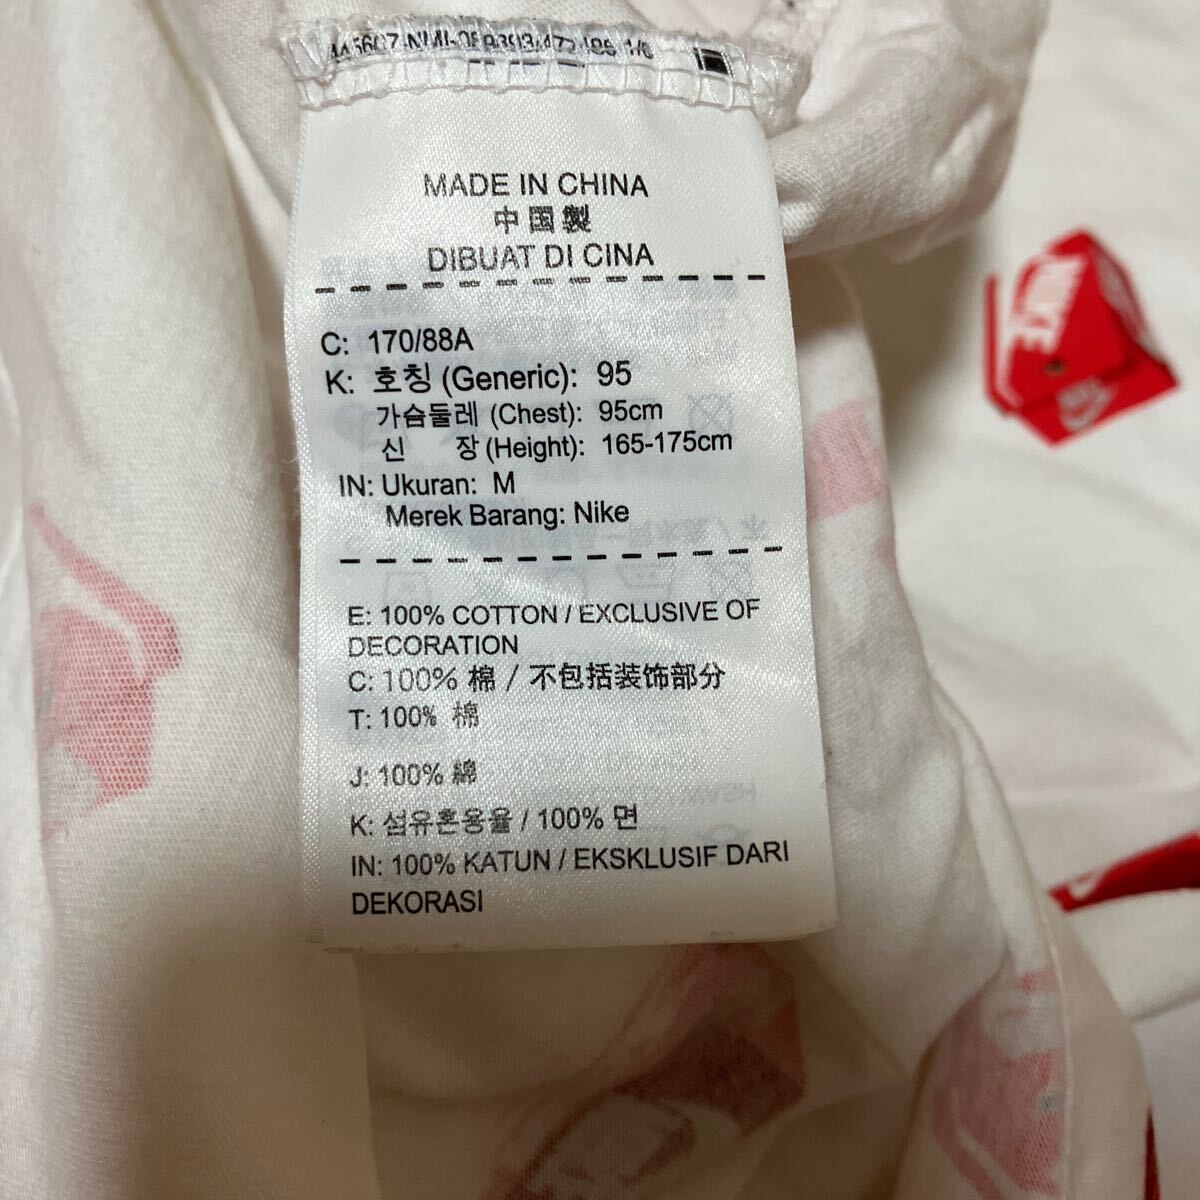 MADE IN CHINA
中国製
DIBUAT DI CINA
C: 170/88A
K: 호칭 (Generic): 95
가슴둘레 (Chest): 95cm
신 장 (Height): 165-175cm
IN: Ukuran: M
Merek Barang: Nike
E: 100% COTTON / EXCLUSIVE OF
DECORATION
C: 100% 棉 / 不包括装饰部分
T: 100% 棉
J: 100% 綿
K: 섬유혼용율 / 100% 면
IN: 100% KATUN / EKSKLUSIF DARI
DEKORASI
NIKE